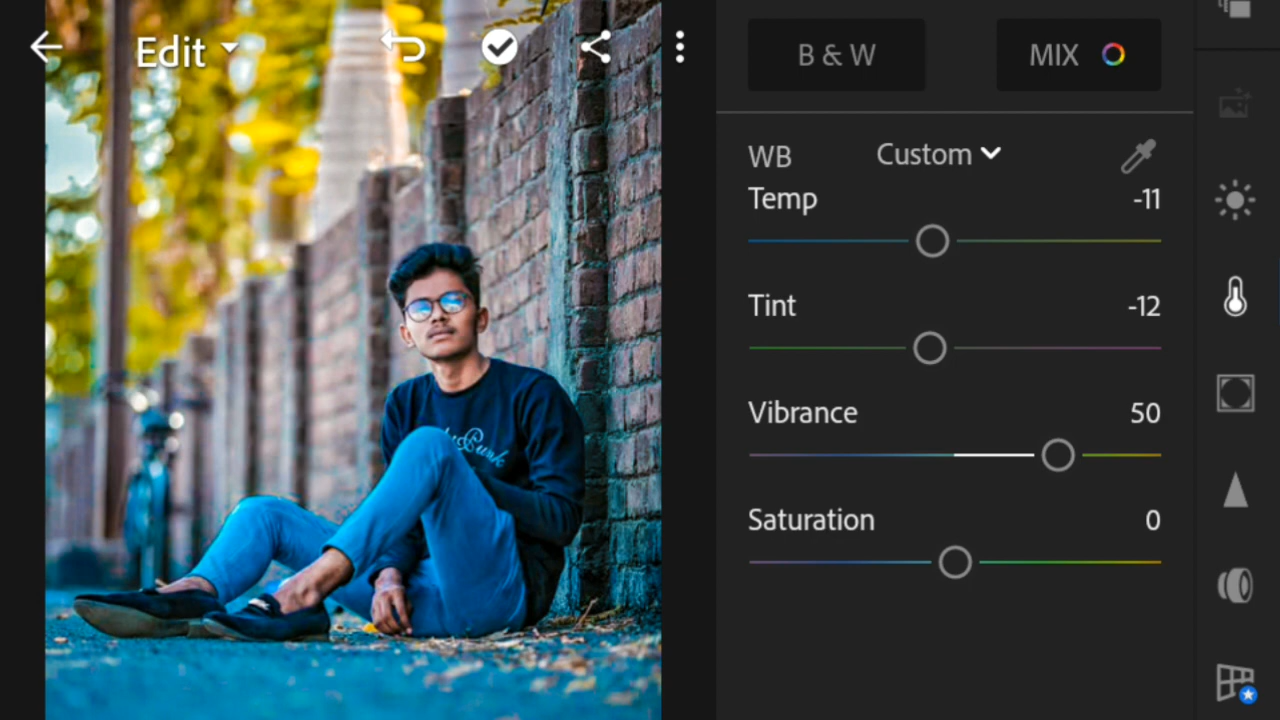 Edit
B & W
MIX
WB
Custom
Temp
-11
Tint
-12
Vibrance
50
Saturation
0